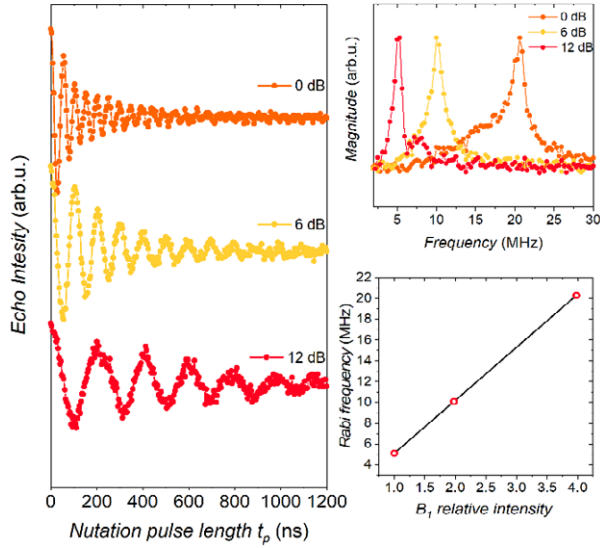 Echo Intesity (arb.u.)
0 dB
6 dB
12 dB
0 200 400 600 800 1000 1200
Nutation pulse length tp (ns)
Magnitude (arb.u.)
0 dB
6 dB
12 dB
5 10 15 20 25 30
Frequency (MHz)
Rabi frequency (MHz)
22
20
18
16
14
12
10
8
6
4
1.0 1.5 2.0 2.5 3.0 3.5 4.0
B1 relative intensity